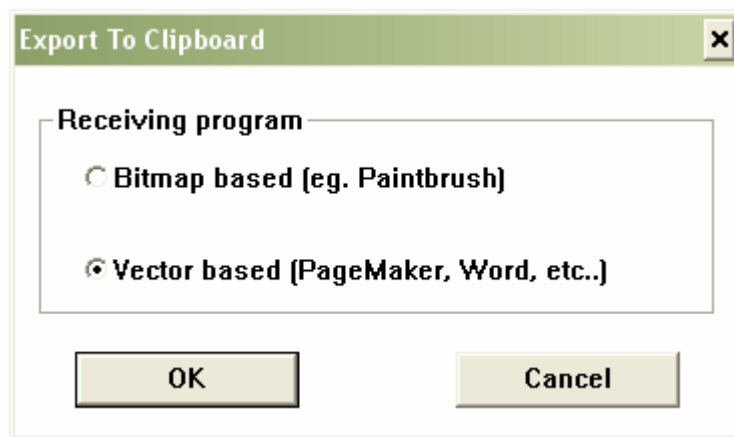 Export To Clipboard
Receiving program
Bitmap based (eg. Paintbrush)
Vector based (PageMaker, Word, etc..)
OK Cancel